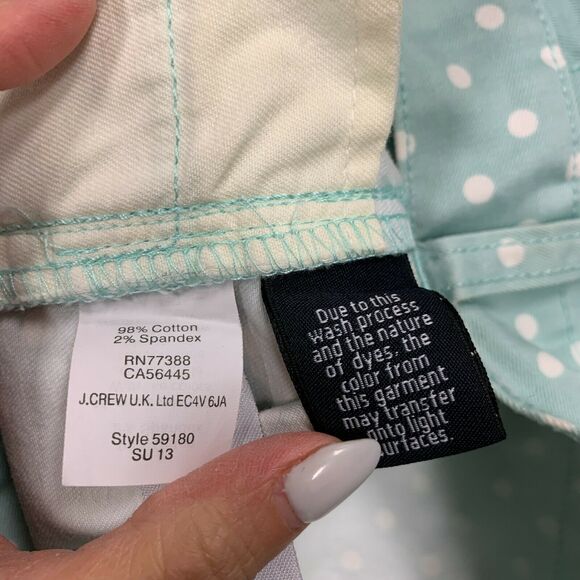 98% Cotton
2% Spandex
RN77388
CA56445
J.CREW U.K. Ltd EC4V 6JA
Style 59180
SU 13
Due to this
wash process
and the nature
of dyes, the
color from
this garment
may transfer
onto light
surfaces.